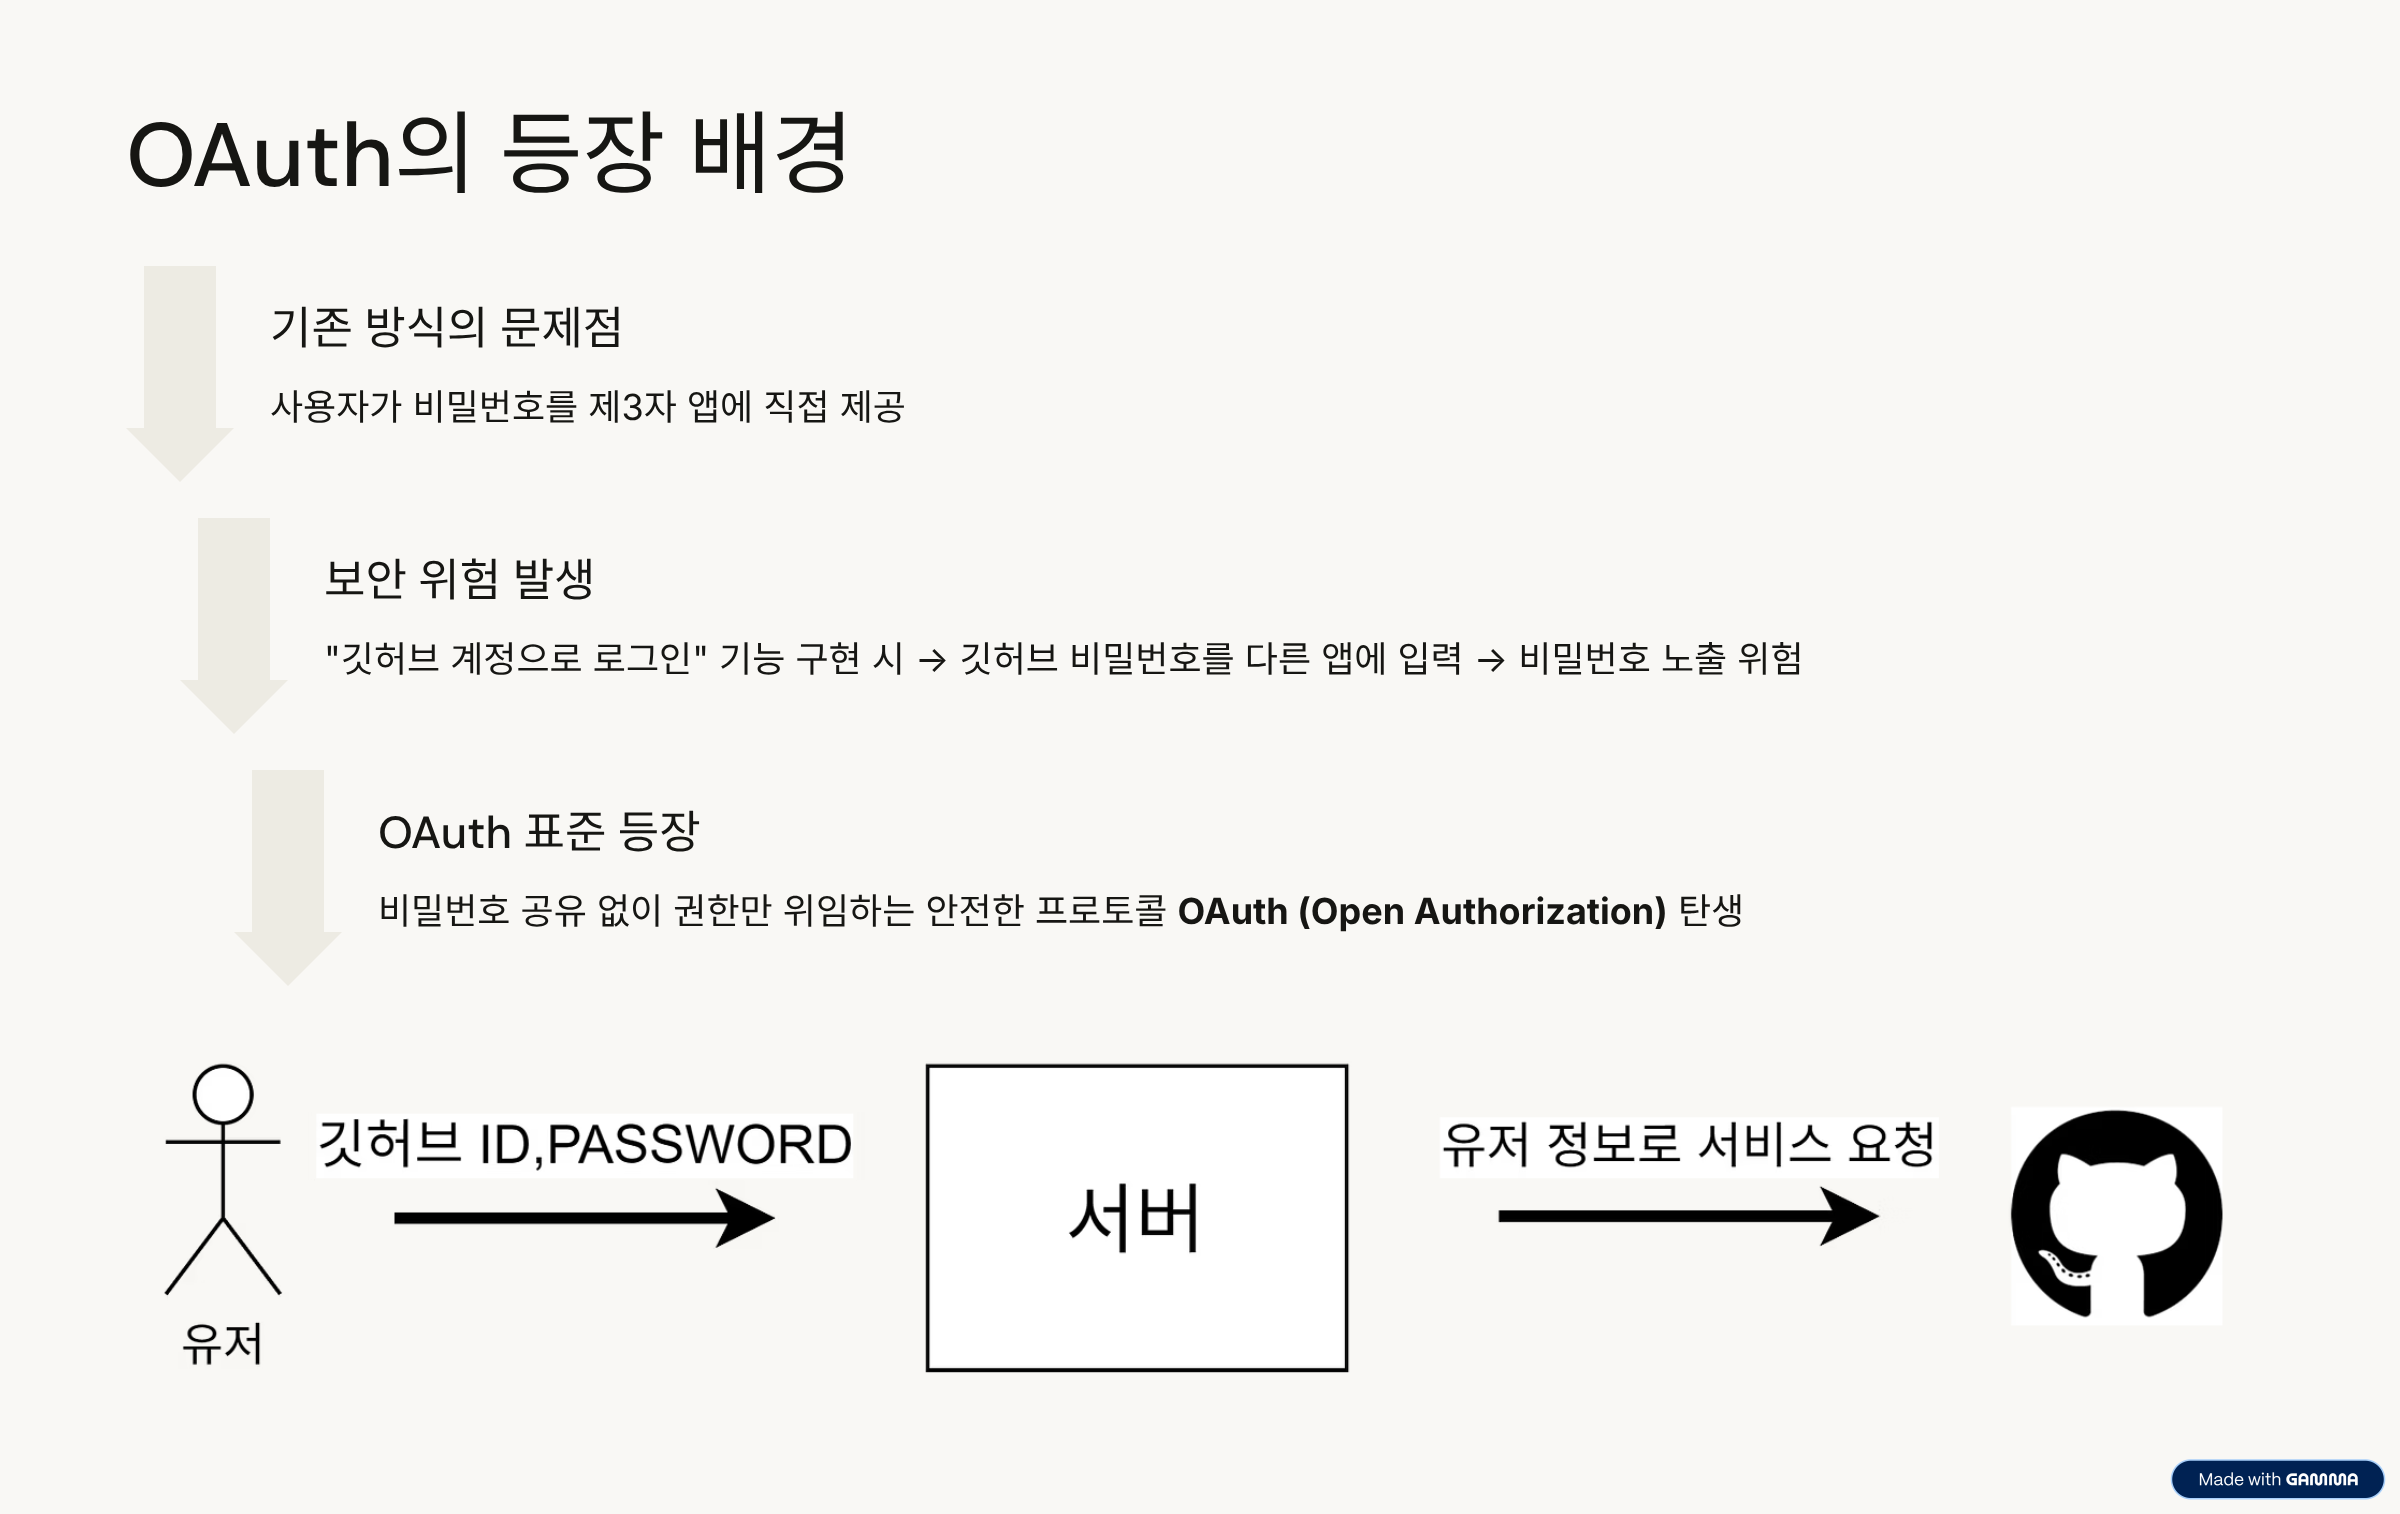 OAuth의 등장 배경
기존 방식의 문제점
사용자가 비밀번호를 제3자 앱에 직접 제공
보안 위험 발생
"깃허브 계정으로 로그인" 기능 구현 시 → 깃허브 비밀번호를 다른 앱에 입력 → 비밀번호 노출 위험
OAuth 표준 등장
비밀번호 공유 없이 권한만 위임하는 안전한 프로토콜 OAuth (Open Authorization) 탄생
깃허브 ID,PASSWORD
유저 정보로 서비스 요청
서버
유저
Made with GAMMA